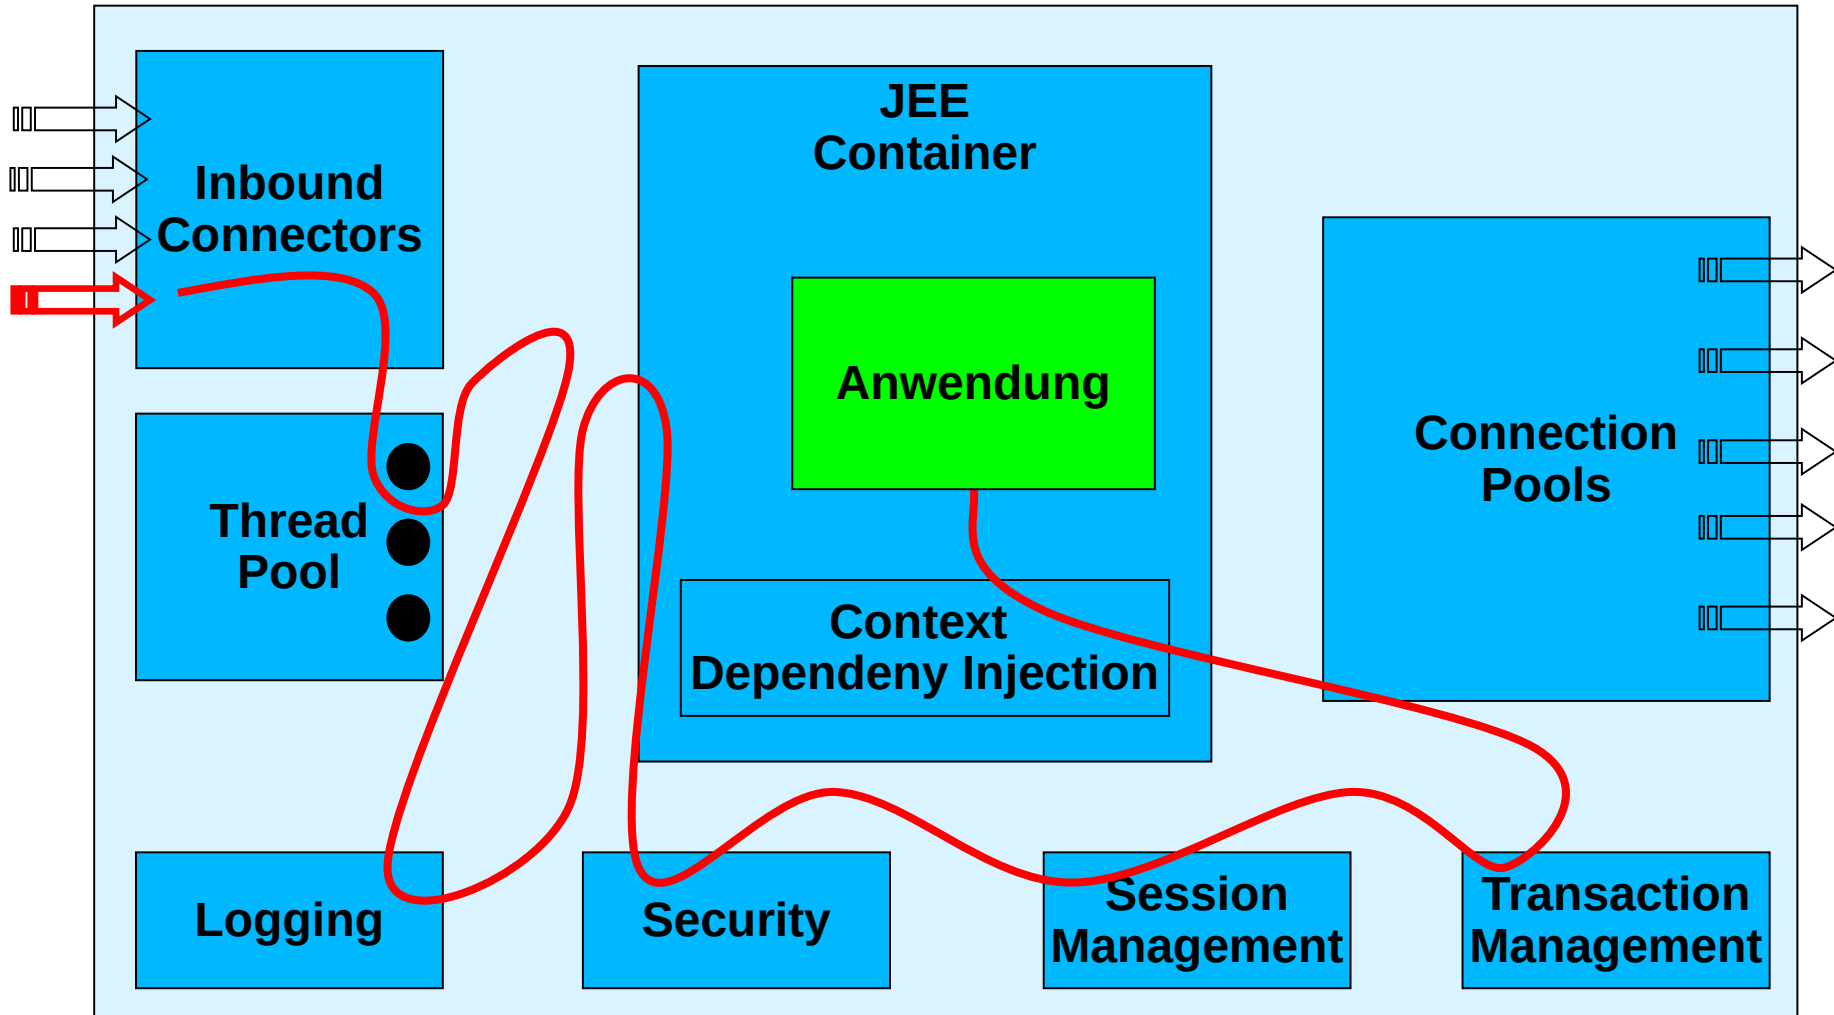 JEE
Container
Inbound
Connectors
Anwendung
Connection
Pools
Thread
Pool
Context
Dependeny Injection
Logging
Security
Session
Management
Transaction
Management